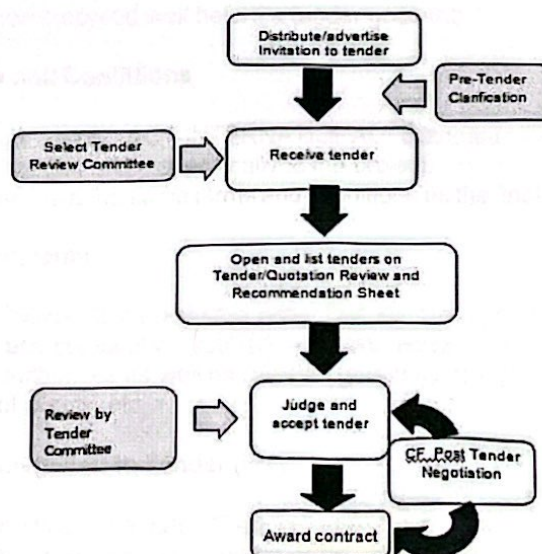 Distribute/advertise
Invitation to tender
Pre-Tender
Clarification
Select Tender
Review Committee
Receive tender
Open and list tenders on
Tender/Quotation Review and
Recommendation Sheet
Review by
Tender
Committee
Judge and
accept tender
CF Post Tender
Negotiation
Award contract